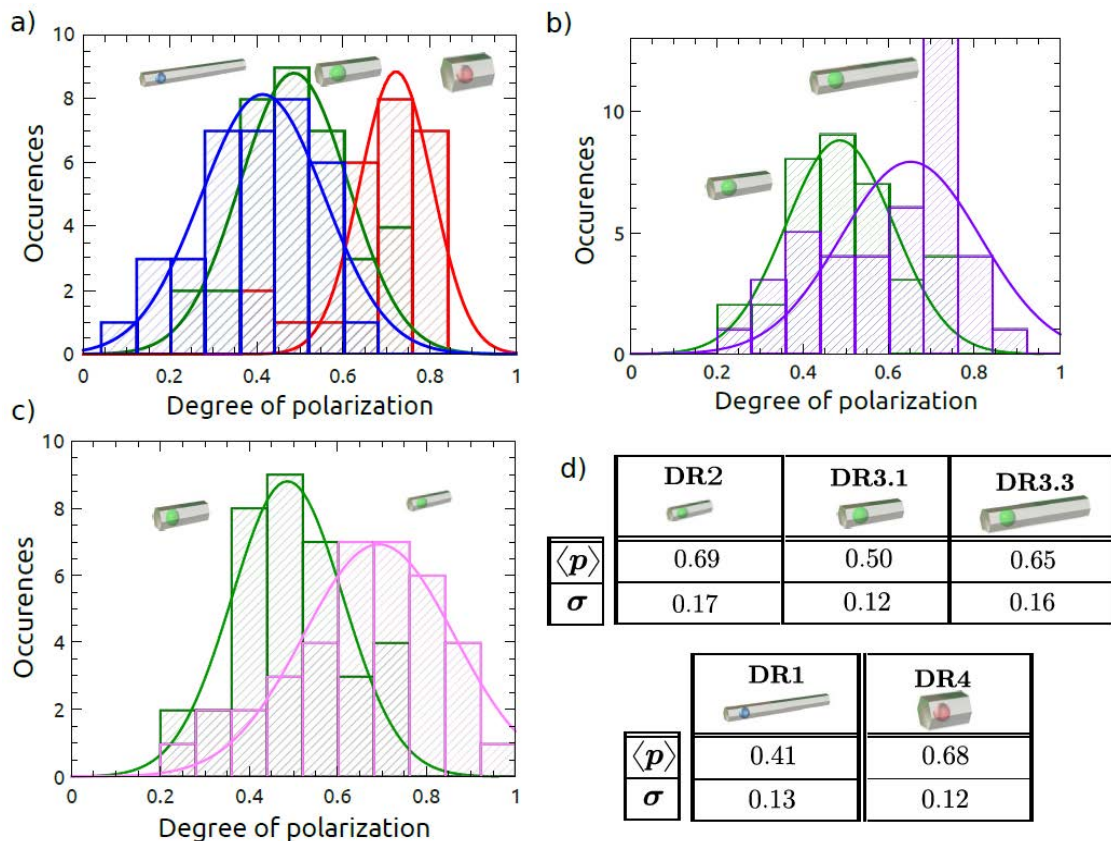 a)
10
8
6
4
2
0
Occurences
0 0.2 0.4 0.6 0.8 1
Degree of polarization
b)
10
5
0
Occurences
0 0.2 0.4 0.6 0.8 1
Degree of polarization
c)
10
8
6
4
2
0
Occurences
0 0.2 0.4 0.6 0.8 1
Degree of polarization
d)
DR2 DR3.1 DR3.3
⟨p⟩ 0.69 0.50 0.65
σ 0.17 0.12 0.16
DR1 DR4
⟨p⟩ 0.41 0.68
σ 0.13 0.12